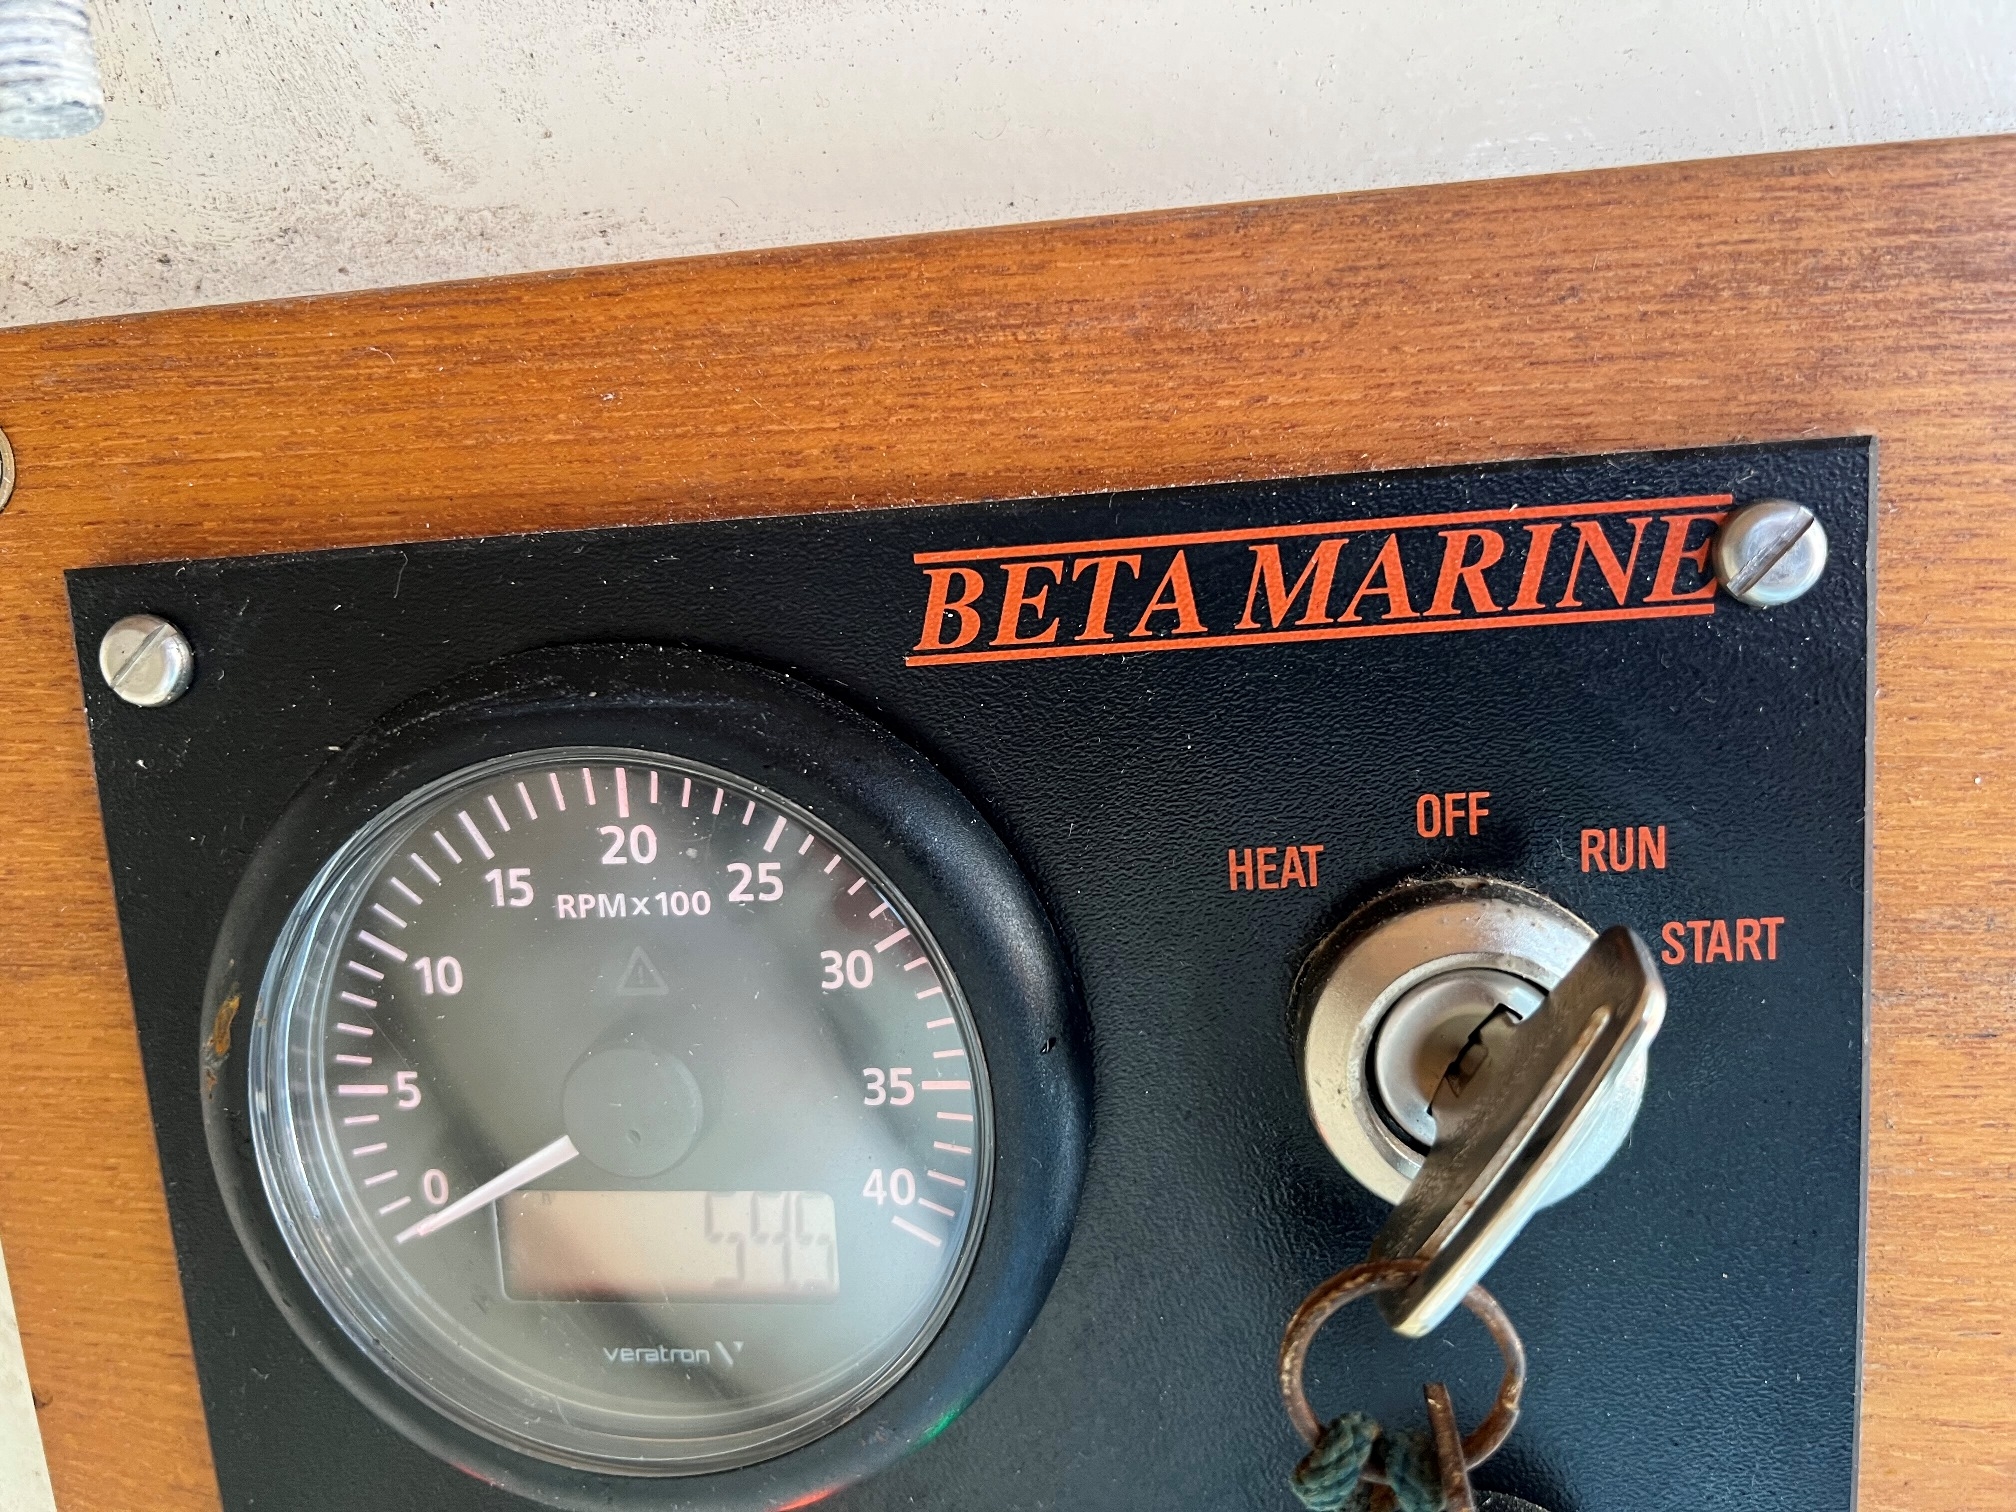 BETA MARINE
HEAT
OFF
RUN
START
0
5
10
15
20
25
30
35
40
RPM x 100
veratron